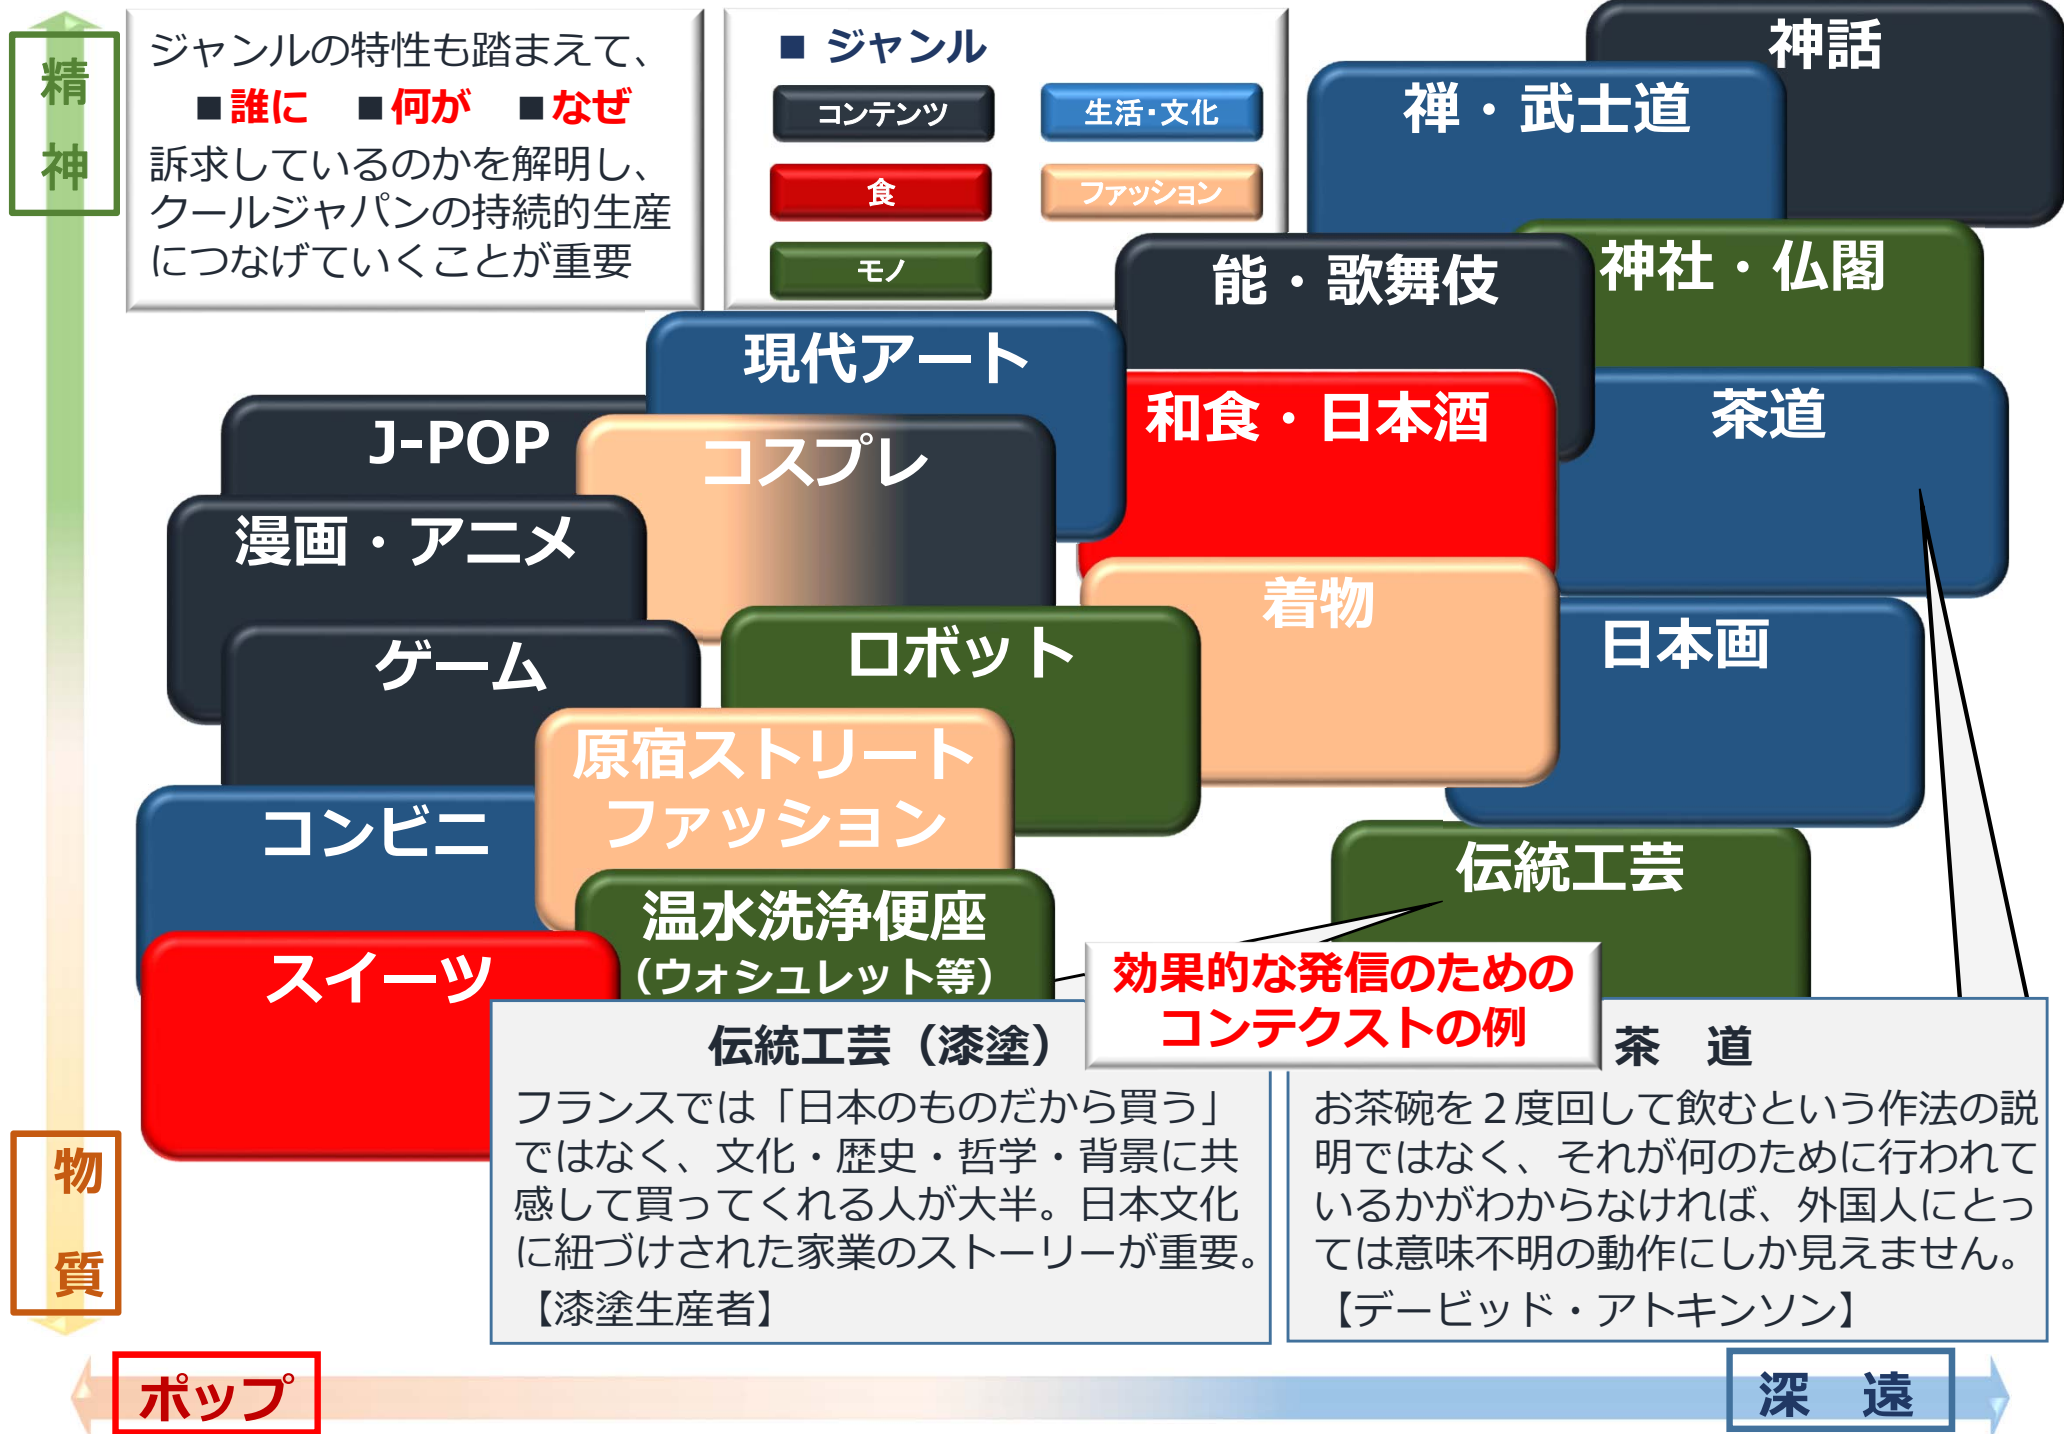 精
神
ジャンルの特性も踏まえて、
■誰に ■何が ■なぜ
訴求しているのかを解明し、
クールジャパンの持続的生産
につなげていくことが重要
■ ジャンル
コンテンツ
生活・文化
食
ファッション
モノ
神話
禅・武士道
神社・仏閣
能・歌舞伎
現代アート
和食・日本酒
茶道
J-POP
コスプレ
漫画・アニメ
着物
日本画
ゲーム
ロボット
原宿ストリート
ファッション
コンビニ
伝統工芸
温水洗浄便座
（ウォシュレット等）
スイーツ
効果的な発信のための
コンテクストの例
伝統工芸（漆塗）
フランスでは「日本のものだから買う」
ではなく、文化・歴史・哲学・背景に共
感して買ってくれる人が大半。日本文化
に紐づけされた家業のストーリーが重要。
【漆塗生産者】
茶 道
お茶碗を２度回して飲むという作法の説
明ではなく、それが何のために行われて
いるかがわからなければ、外国人にとっ
ては意味不明の動作にしか見えません。
【デービッド・アトキンソン】
物
質
ポップ
深 遠